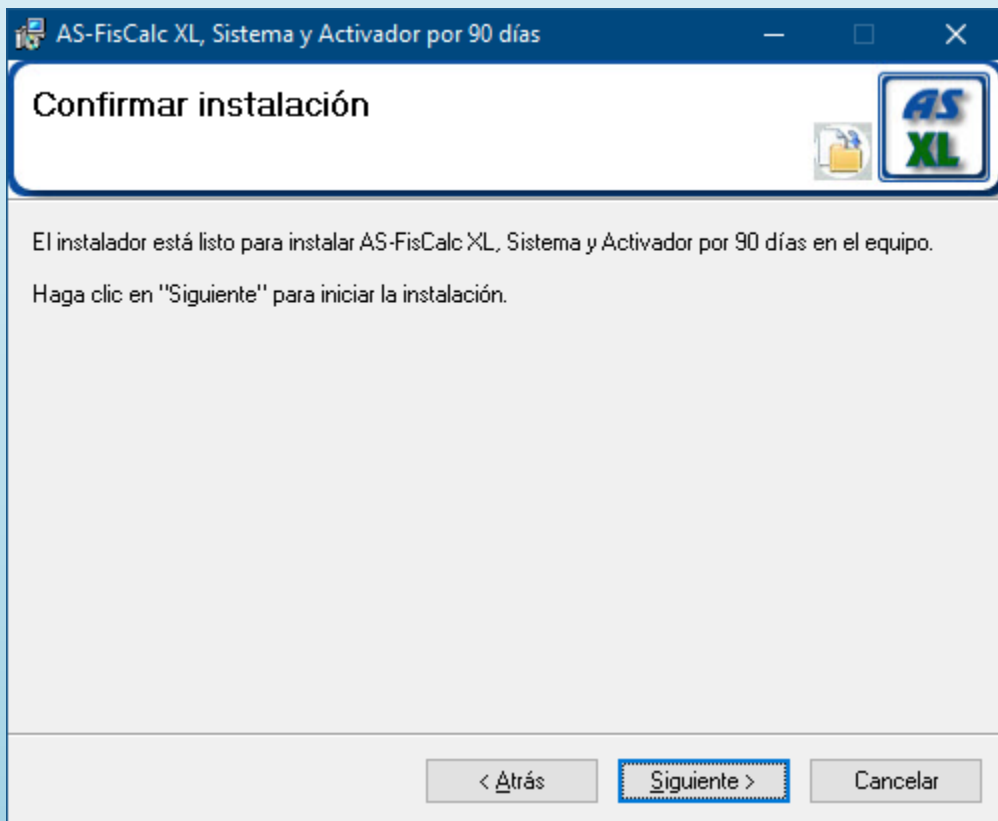 AS-FisCalc XL, Sistema y Activador por 90 días
Confirmar instalación
AS
XL
El instalador está listo para instalar AS-FisCalc XL, Sistema y Activador por 90 días en el equipo.
Haga clic en "Siguiente" para iniciar la instalación.
< Atrás
Siguiente >
Cancelar